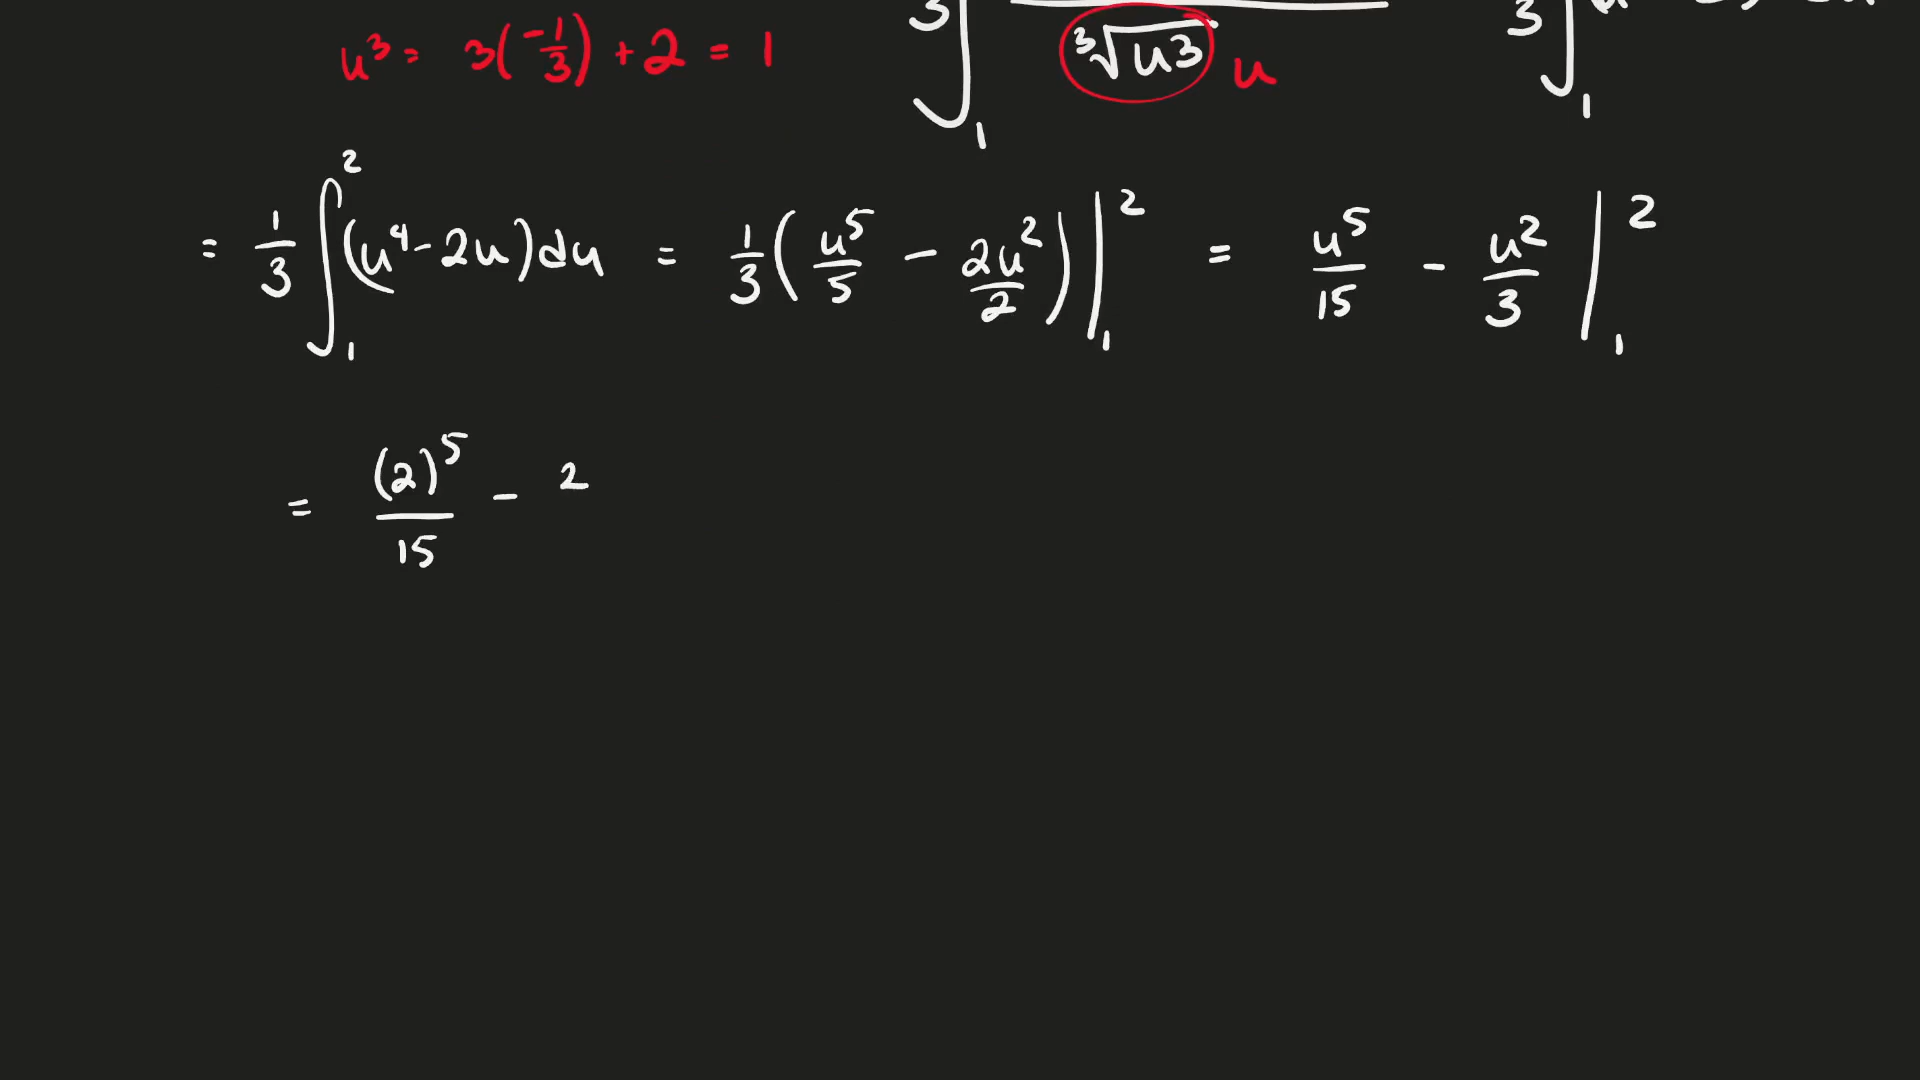 u³ = 3(-1/3) + 2 = 1 3∫₁ ∛u3 u 3∫₁
= 1/3 ∫₁² (u⁴ - 2u) du = 1/3 (u⁵/5 - 2u²/2) |₁² = u⁵/15 - u²/3 |₁²
= (2)⁵/15 - 2